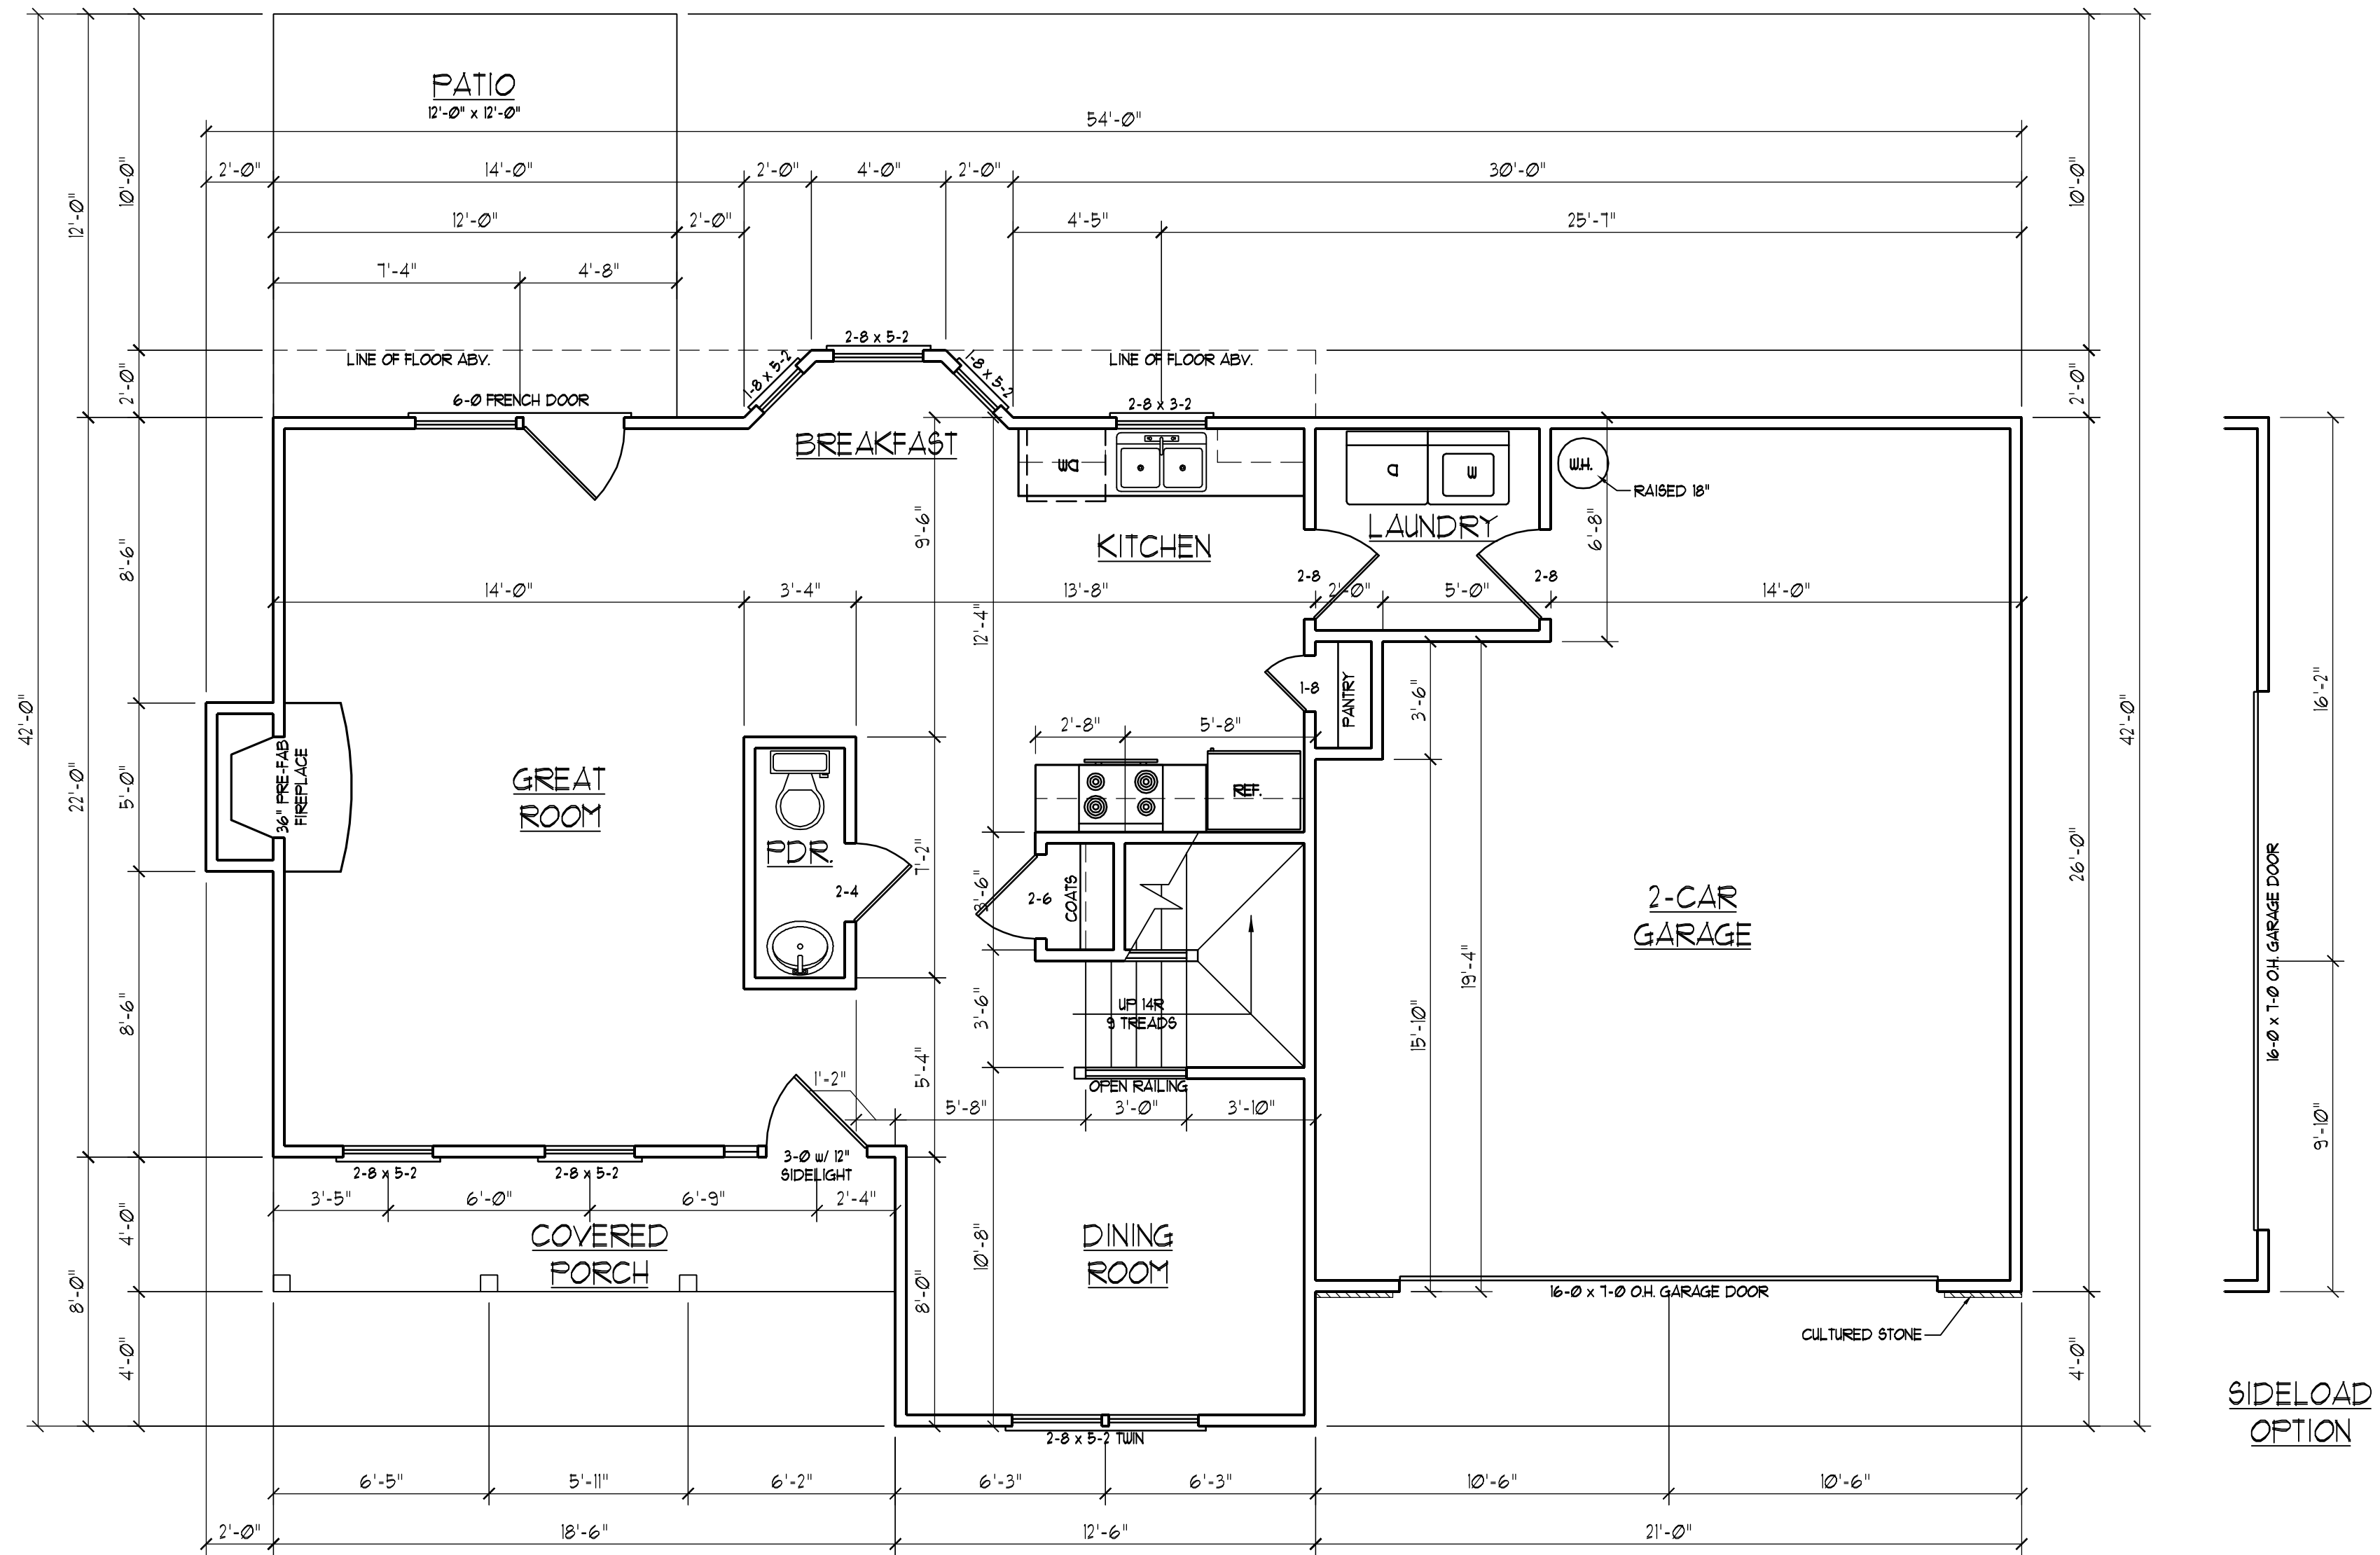 PATIO
12'-0" x 12'-0"
54'-0"
2'-0"
14'-0"
2'-0"
4'-0"
2'-0"
30'-0"
12'-0"
2'-0"
4'-5"
25'-7"
7'-4"
4'-8"
10'-0"
12'-0"
10'-0"
2'-0"
2'-0"
LINE OF FLOOR ABV.
2-8 x 5-2
1-8 x 5-2
1-8 x 5-2
LINE OF FLOOR ABV.
6-0 FRENCH DOOR
2-8 x 3-2
BREAKFAST
DW
D
W
W.H.
RAISED 18"
LAUNDRY
KITCHEN
9'-6"
6'-8"
8'-6"
2-8
2-8
14'-0"
3'-4"
13'-8"
2'-0"
5'-0"
14'-0"
12'-4"
1-8
PANTRY
3'-6"
16'-2"
42'-0"
42'-0"
2'-8"
5'-8"
22'-0"
5'-0"
36" PRE-FAB
FIREPLACE
GREAT
ROOM
REF.
PDR.
7'-2"
2-4
3'-6"
2-6
COATS
2-CAR
GARAGE
26'-0"
16-0 x 7-0 O.H. GARAGE DOOR
19'-4"
15'-10"
8'-6"
3'-6"
UP 14R
9 TREADS
5'-4"
1'-2"
OPEN RAILING
5'-8"
3'-0"
3'-10"
9'-10"
3-0 w/ 12"
SIDELIGHT
2-8 x 5-2
2-8 x 5-2
3'-5"
6'-0"
6'-9"
2'-4"
4'-0"
COVERED
PORCH
DINING
ROOM
10'-8"
8'-0"
8'-0"
16-0 x 7-0 O.H. GARAGE DOOR
CULTURED STONE
4'-0"
4'-0"
SIDELOAD
OPTION
2-8 x 5-2 TWIN
6'-5"
5'-11"
6'-2"
6'-3"
6'-3"
10'-6"
10'-6"
2'-0"
18'-6"
12'-6"
21'-0"